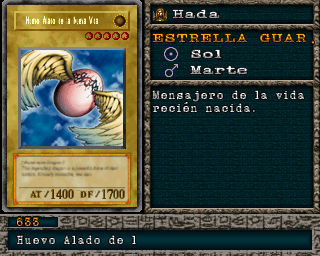 Huevo Alado de la Nueva Vida
Hada
ESTRELLA GUAR.
Sol
Marte
Mensajero de la vida
recién nacida.
AT/1400 DF/1700
633
Huevo Alado de l